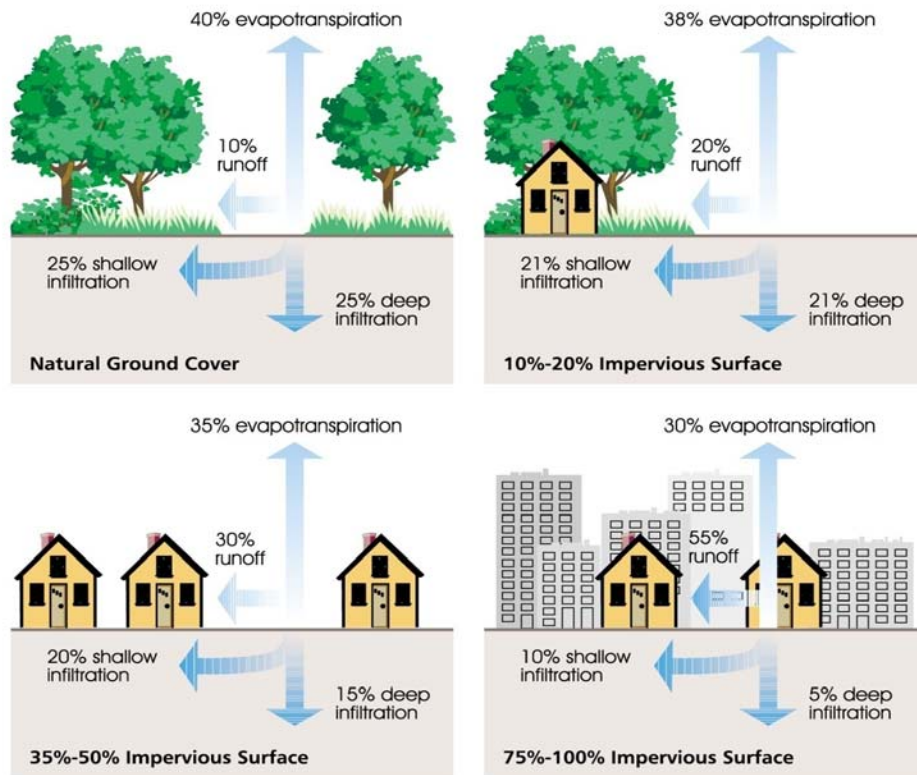 40% evapotranspiration
10%
runoff
25% shallow
infiltration
25% deep
infiltration
Natural Ground Cover
38% evapotranspiration
20%
runoff
21% shallow
infiltration
21% deep
infiltration
10%-20% Impervious Surface
35% evapotranspiration
30%
runoff
20% shallow
infiltration
15% deep
infiltration
35%-50% Impervious Surface
30% evapotranspiration
55%
runoff
10% shallow
infiltration
5% deep
infiltration
75%-100% Impervious Surface